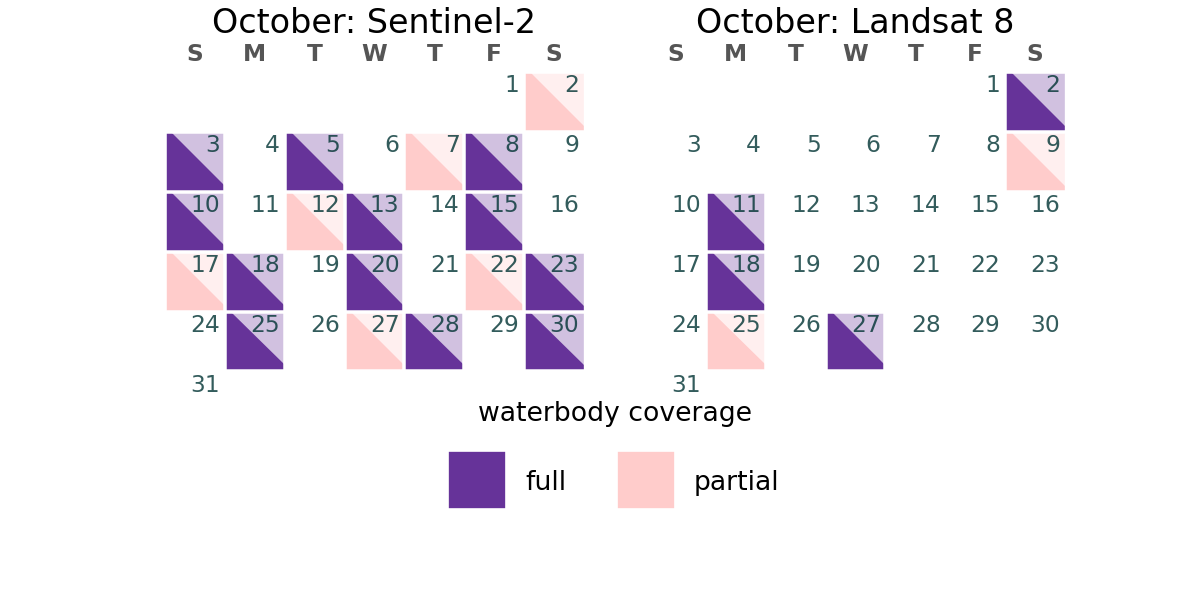 October: Sentinel-2
S M T W T F S
1 2
3 4 5 6 7 8 9
10 11 12 13 14 15 16
17 18 19 20 21 22 23
24 25 26 27 28 29 30
31
October: Landsat 8
S M T W T F S
1 2
3 4 5 6 7 8 9
10 11 12 13 14 15 16
17 18 19 20 21 22 23
24 25 26 27 28 29 30
31
waterbody coverage
full partial